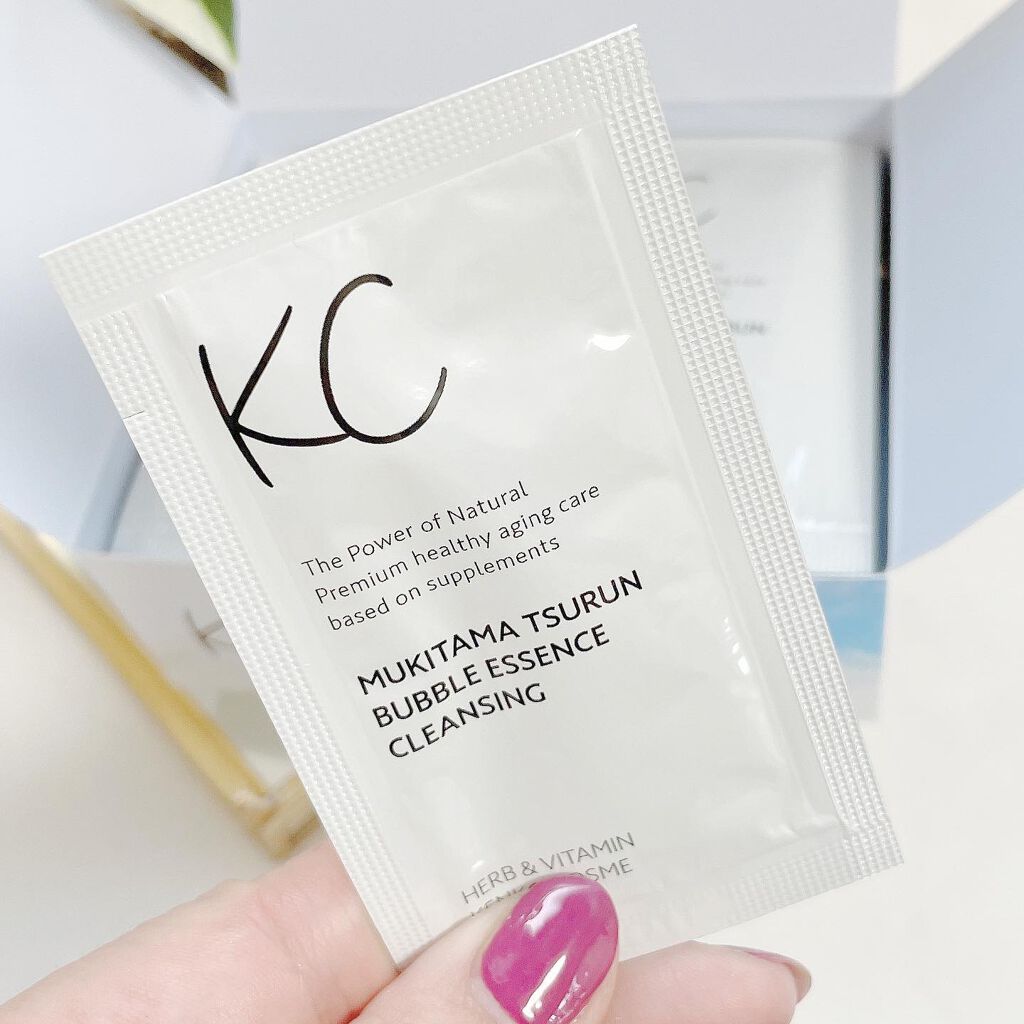 KC
The Power of Natural
Premium healthy aging care
based on supplements
MUKITAMA TSURUN
BUBBLE ESSENCE
CLEANSING
HERB & VITAMIN